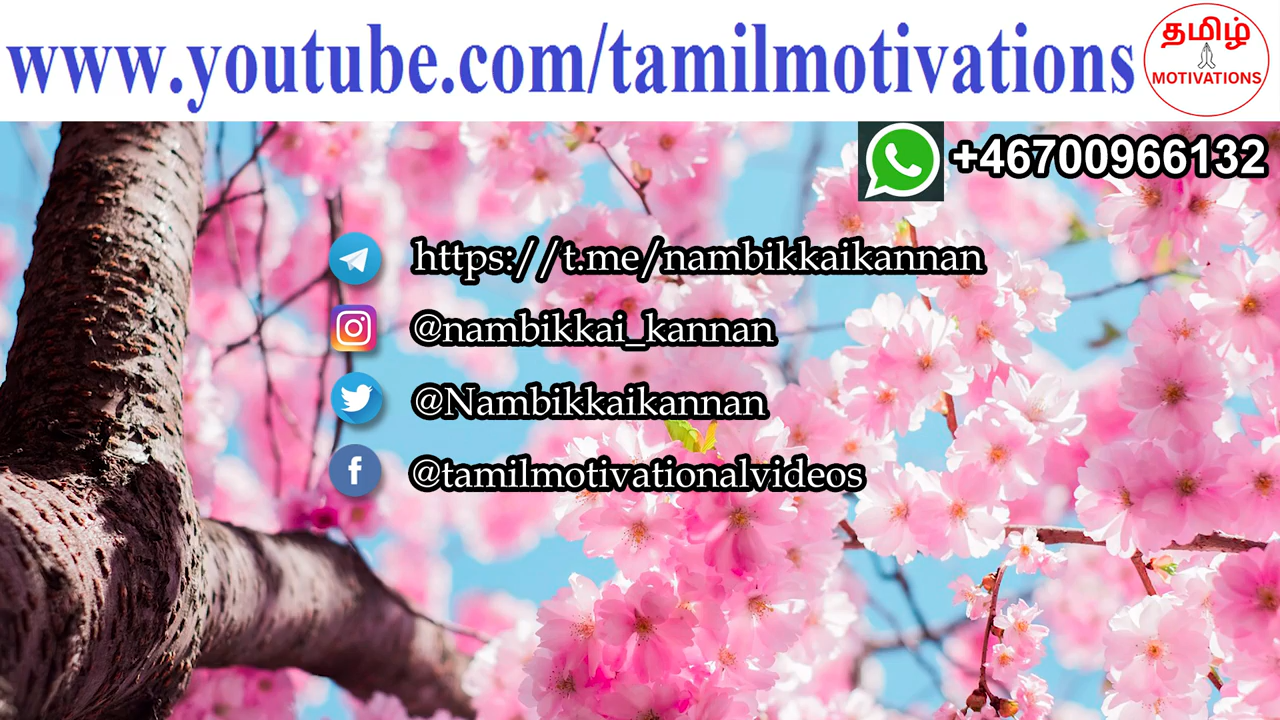 www.youtube.com/tamilmotivations
தமிழ்
MOTIVATIONS
+46700966132
https://t.me/nambikkaikannan
@nambikkai_kannan
@Nambikkaikannan
@tamilmotivationalvideos